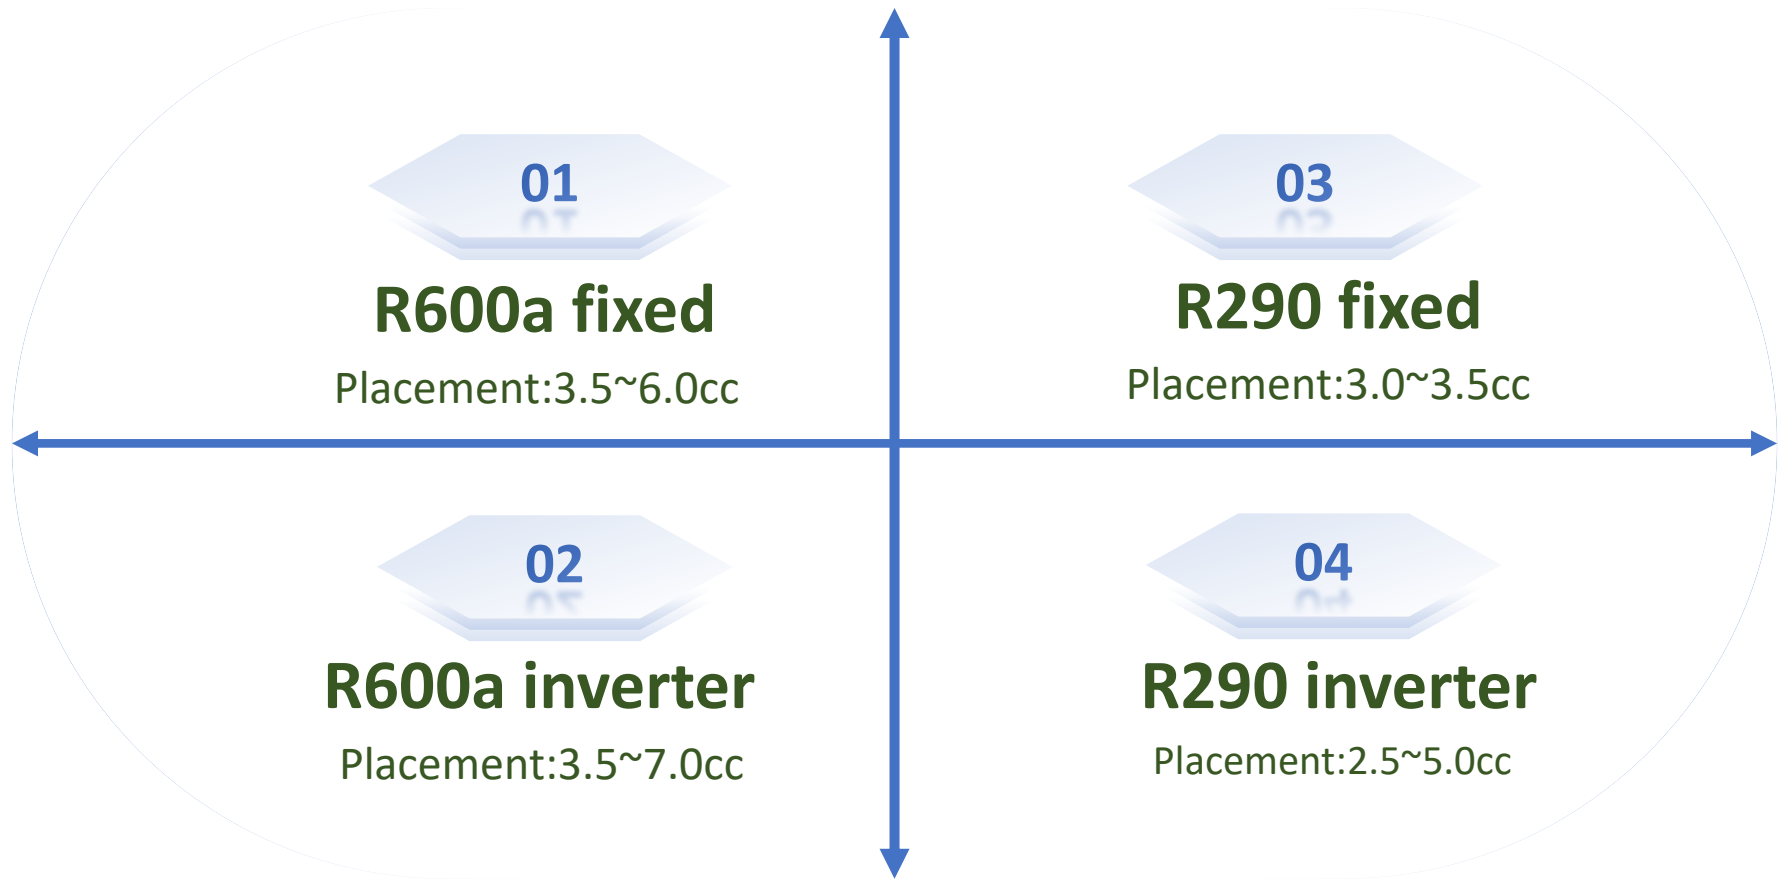 01
R600a fixed
Placement:3.5~6.0cc
03
R290 fixed
Placement:3.0~3.5cc
02
R600a inverter
Placement:3.5~7.0cc
04
R290 inverter
Placement:2.5~5.0cc